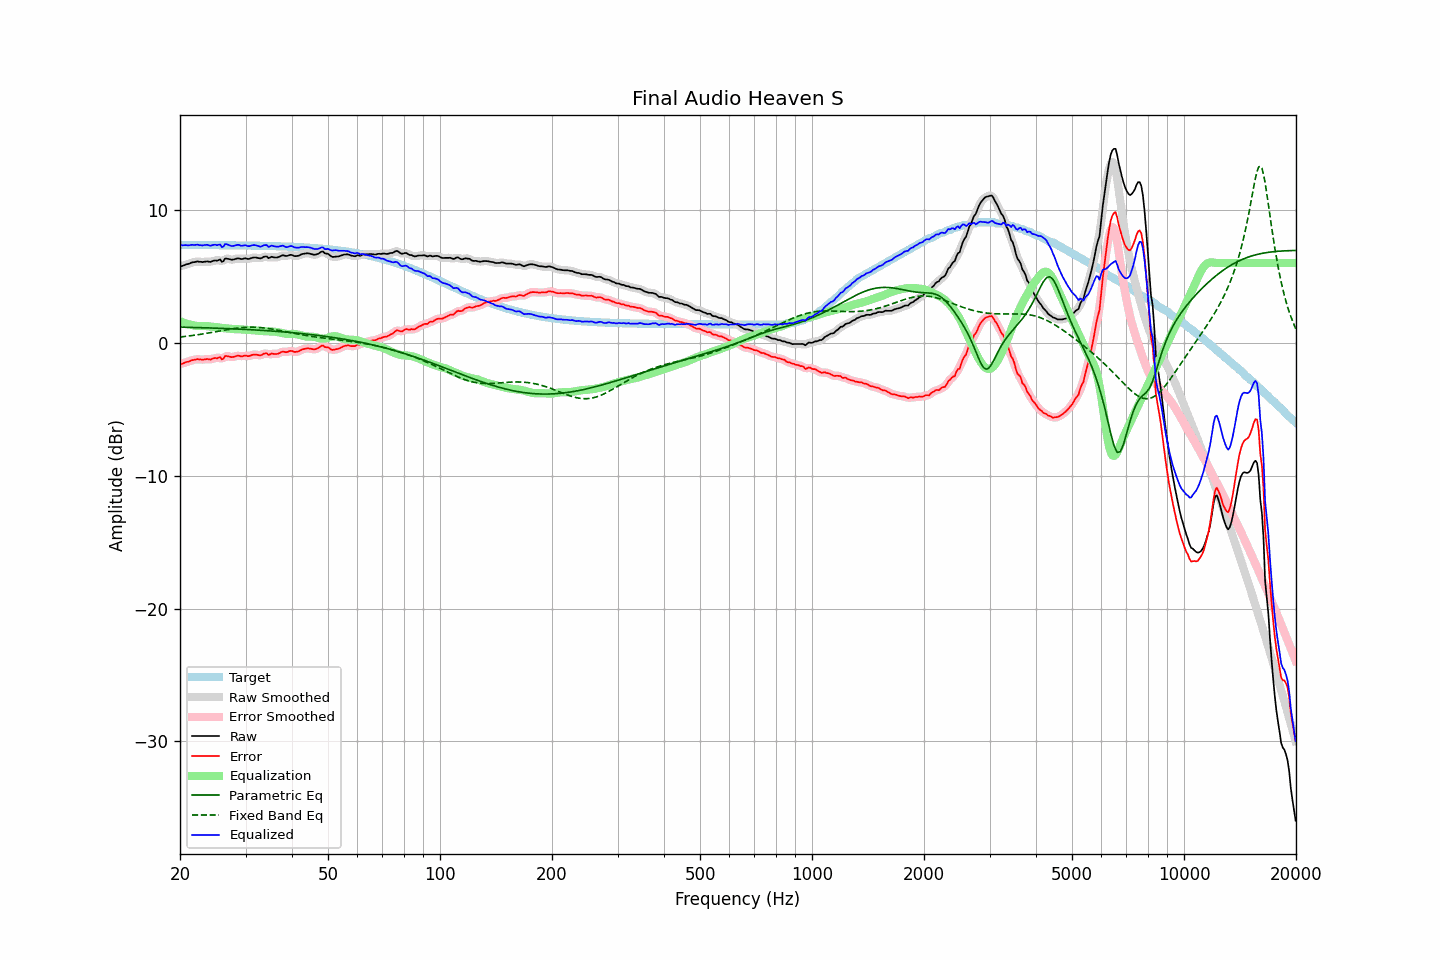 Final Audio Heaven S
Amplitude (dBr)
10
0
−10
−20
−30
Target
Raw Smoothed
Error Smoothed
Raw
Error
Equalization
Parametric Eq
Fixed Band Eq
Equalized
20 50 100 200 500 1000 2000 5000 10000 20000
Frequency (Hz)